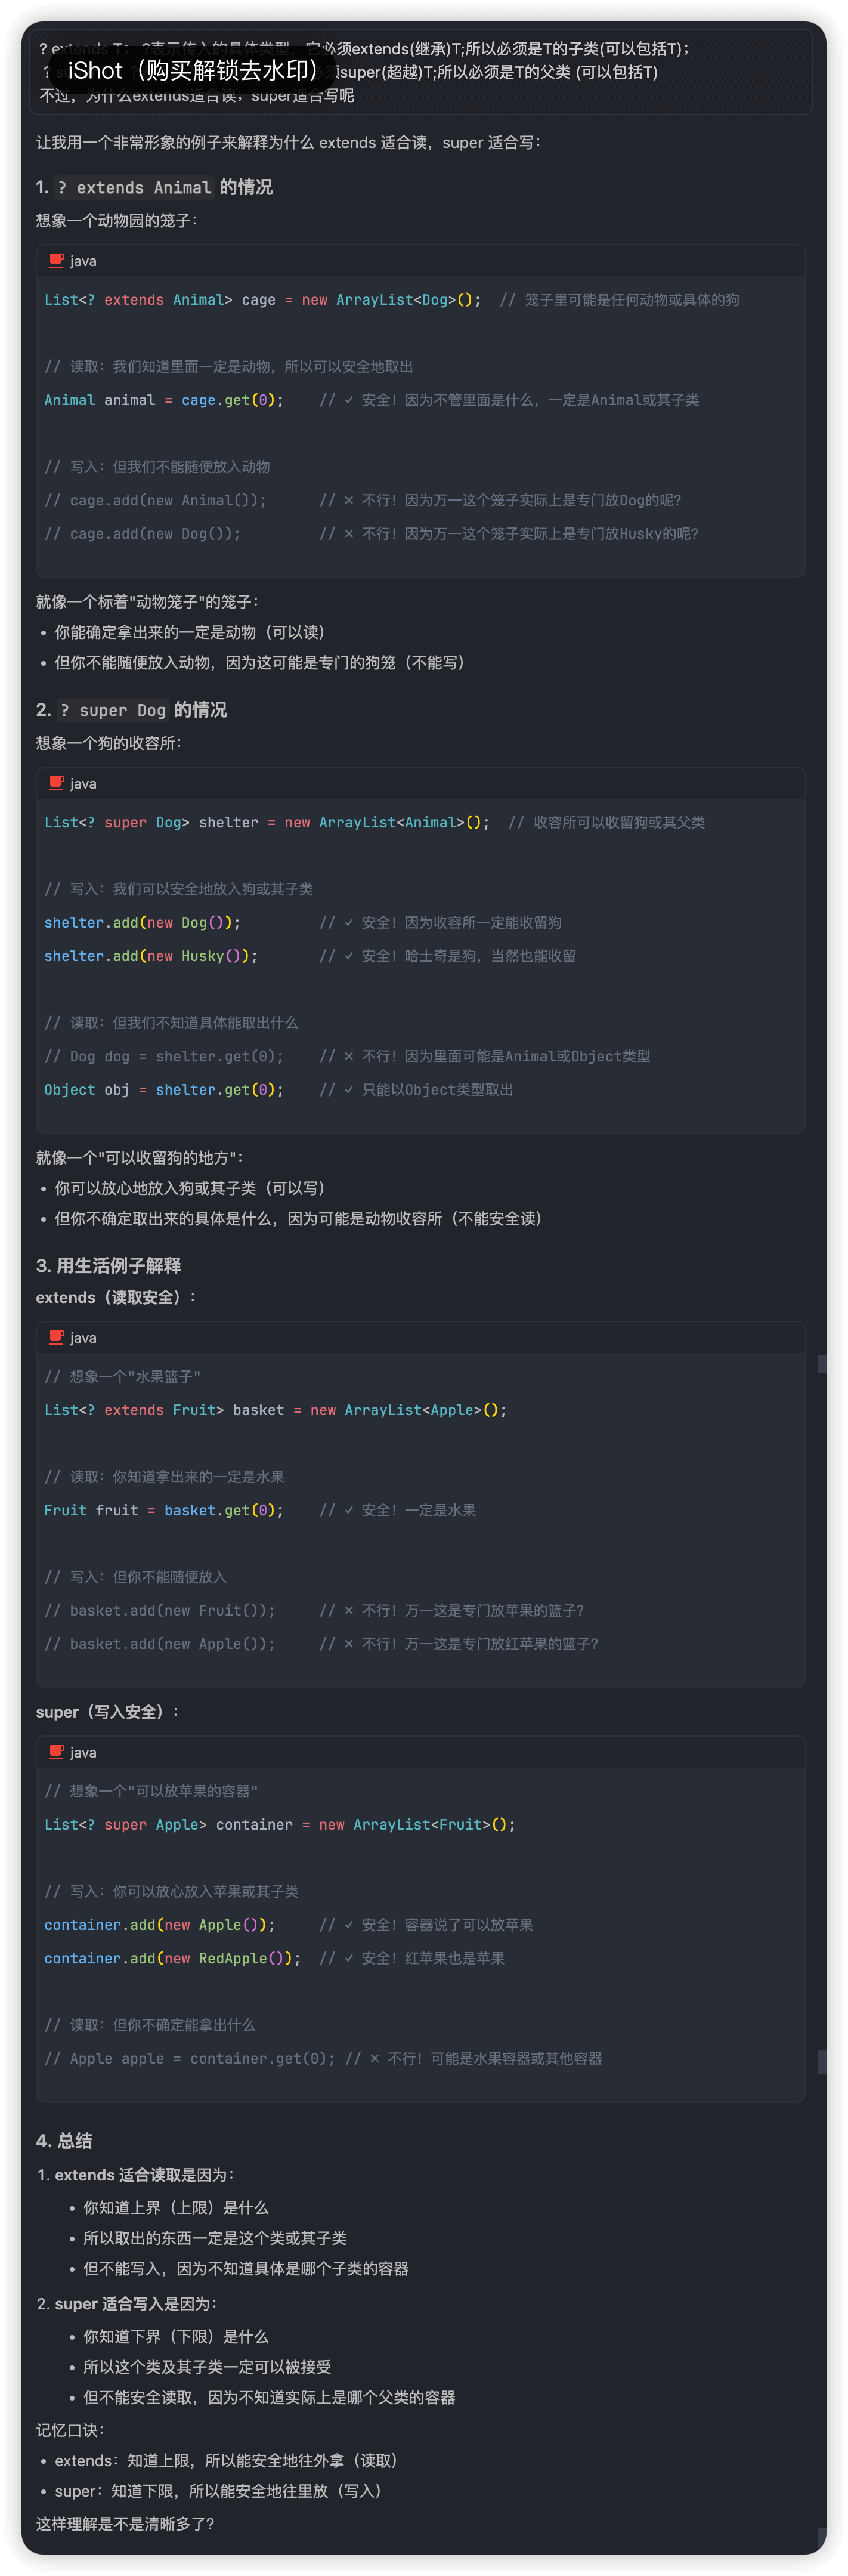 ? extends T； ?表示传入的具体类型，它必须extends(继承)T;所以必须是T的子类(可以包括T)；
iShot（购买解锁去水印）
super(超越)T;所以必须是T的父类 (可以包括T)
不过，为什么extends适合读；super适合写呢
让我用一个非常形象的例子来解释为什么 extends 适合读，super 适合写：
1. ? extends Animal 的情况
想象一个动物园的笼子：
java
List<? extends Animal> cage = new ArrayList<Dog>();  // 笼子里可能是任何动物或具体的狗
// 读取：我们知道里面一定是动物，所以可以安全地取出
Animal animal = cage.get(0);    // ✓ 安全！因为不管里面是什么，一定是Animal或其子类
// 写入：但我们不能随便放入动物
// cage.add(new Animal());      // ✕ 不行！因为万一这个笼子实际上是专门放Dog的呢？
// cage.add(new Dog());         // ✕ 不行！因为万一这个笼子实际上是专门放Husky的呢？
就像一个标着"动物笼子"的笼子：
• 你能确定拿出来的一定是动物（可以读）
• 但你不能随便放入动物，因为这可能是专门的狗笼（不能写）
2. ? super Dog 的情况
想象一个狗的收容所：
java
List<? super Dog> shelter = new ArrayList<Animal>();  // 收容所可以收留狗或其父类
// 写入：我们可以安全地放入狗或其子类
shelter.add(new Dog());         // ✓ 安全！因为收容所一定能收留狗
shelter.add(new Husky());       // ✓ 安全！哈士奇是狗，当然也能收留
// 读取：但我们不知道具体能取出什么
// Dog dog = shelter.get(0);    // ✕ 不行！因为里面可能是Animal或Object类型
Object obj = shelter.get(0);    // ✓ 只能以Object类型取出
就像一个"可以收留狗的地方"：
• 你可以放心地放入狗或其子类（可以写）
• 但你不确定取出来的具体是什么，因为可能是动物收容所（不能安全读）
3. 用生活例子解释
extends（读取安全）：
java
// 想象一个"水果篮子"
List<? extends Fruit> basket = new ArrayList<Apple>();
// 读取：你知道拿出来的一定是水果
Fruit fruit = basket.get(0);    // ✓ 安全！一定是水果
// 写入：但你不能随便放入
// basket.add(new Fruit());     // ✕ 不行！万一这是专门放苹果的篮子？
// basket.add(new Apple());     // ✕ 不行！万一这是专门放红苹果的篮子？
super（写入安全）：
java
// 想象一个"可以放苹果的容器"
List<? super Apple> container = new ArrayList<Fruit>();
// 写入：你可以放心放入苹果或其子类
container.add(new Apple());     // ✓ 安全！容器说了可以放苹果
container.add(new RedApple());  // ✓ 安全！红苹果也是苹果
// 读取：但你不确定能拿出什么
// Apple apple = container.get(0); // ✕ 不行！可能是水果容器或其他容器
4. 总结
1. extends 适合读取是因为：
• 你知道上界（上限）是什么
• 所以取出的东西一定是这个类或其子类
• 但不能写入，因为不知道具体是哪个子类的容器
2. super 适合写入是因为：
• 你知道下界（下限）是什么
• 所以这个类及其子类一定可以被接受
• 但不能安全读取，因为不知道实际上是哪个父类的容器
记忆口诀：
• extends：知道上限，所以能安全地往外拿（读取）
• super：知道下限，所以能安全地往里放（写入）
这样理解是不是清晰多了？